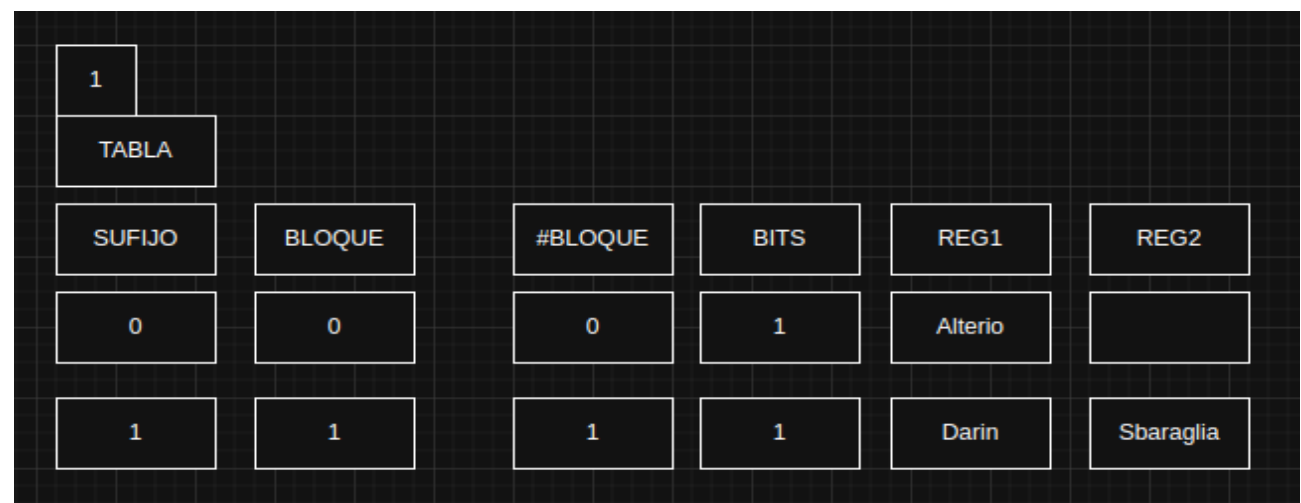 1
TABLA
SUFIJO BLOQUE #BLOQUE BITS REG1 REG2
0 0 0 1 Alterio
1 1 1 1 Darin Sbaraglia